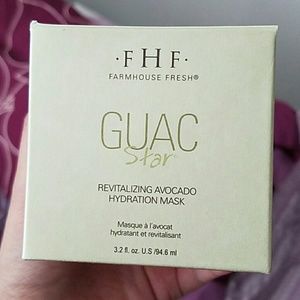 · F H F ·
FARMHOUSE FRESH®
GUAC
Star
REVITALIZING AVOCADO
HYDRATION MASK
Masque à l'avocat
hydratant et revitalisant
3.2 fl. oz. U.S /94.6 ml